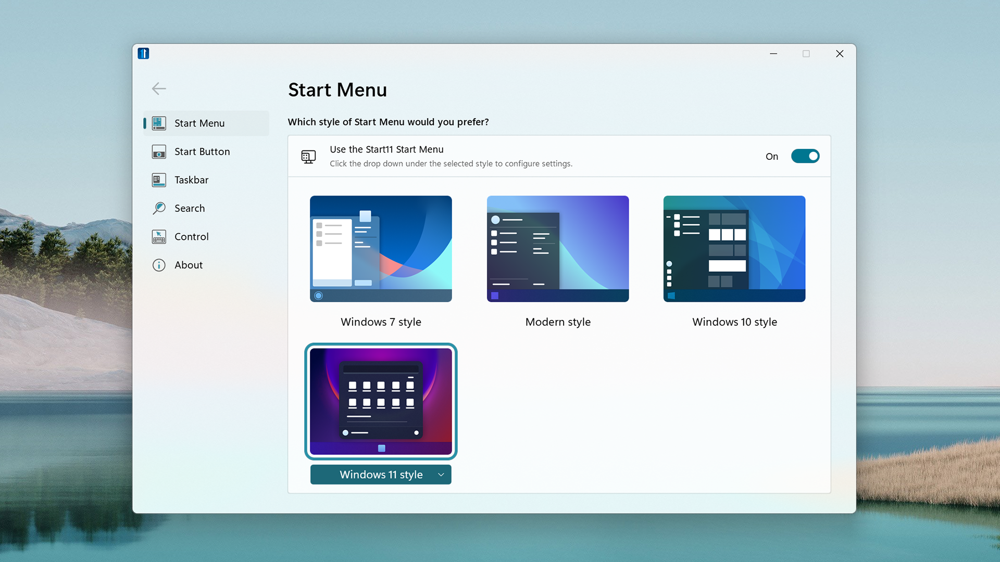 Start Menu
Start Button
Taskbar
Search
Control
About
Start Menu
Which style of Start Menu would you prefer?
Use the Start11 Start Menu
Click the drop down under the selected style to configure settings.
On
Windows 7 style
Modern style
Windows 10 style
Windows 11 style